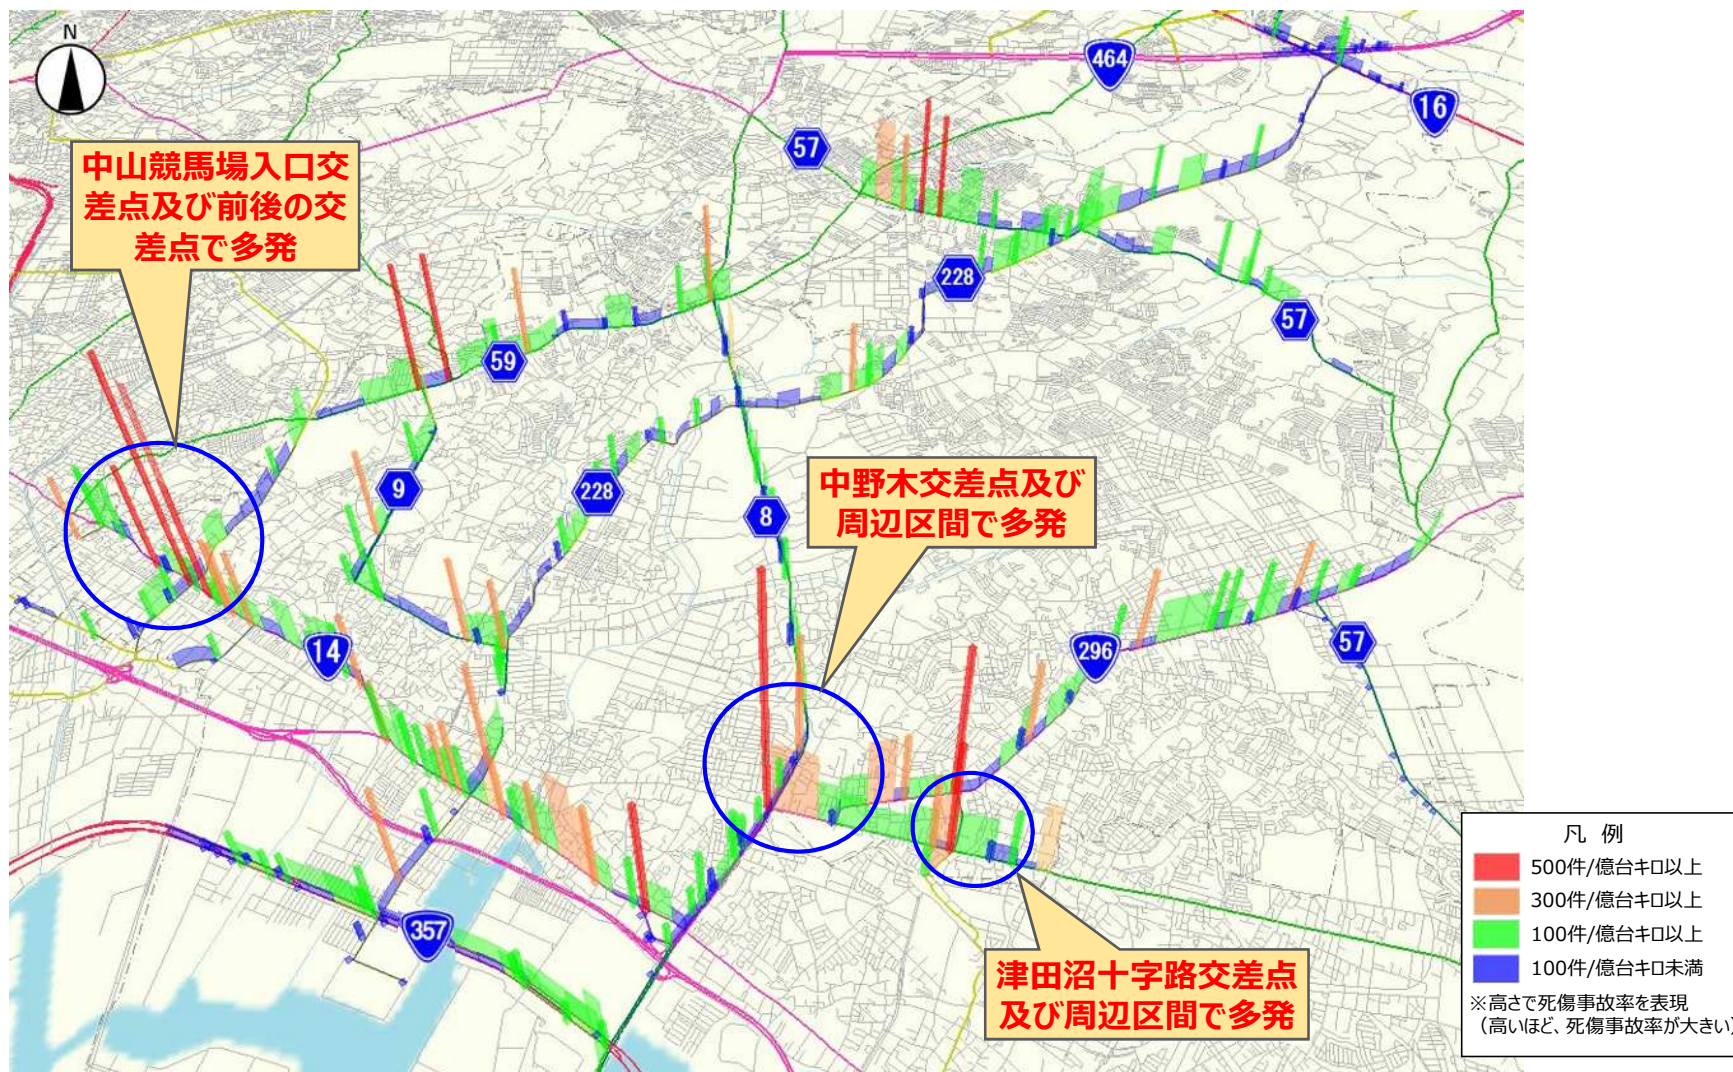 N
464
16
57
中山競馬場入口交
差点及び前後の交
差点で多発
228
57
59
9
228
8
中野木交差点及び
周辺区間で多発
14
296
57
357
津田沼十字路交差点
及び周辺区間で多発
凡 例
500件/億台キロ以上
300件/億台キロ以上
100件/億台キロ以上
100件/億台キロ未満
※高さで死傷事故率を表現
（高いほど、死傷事故率が大きい）